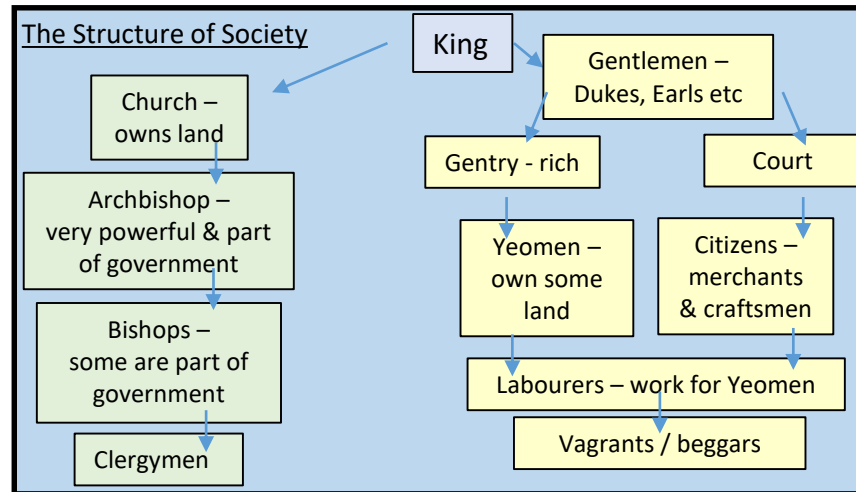 The Structure of Society
King
Church –
owns land
Archbishop –
very powerful & part
of government
Bishops –
some are part of
government
Clergymen
Gentlemen –
Dukes, Earls etc
Gentry - rich
Court
Yeomen –
own some
land
Citizens –
merchants
& craftsmen
Labourers – work for Yeomen
Vagrants / beggars